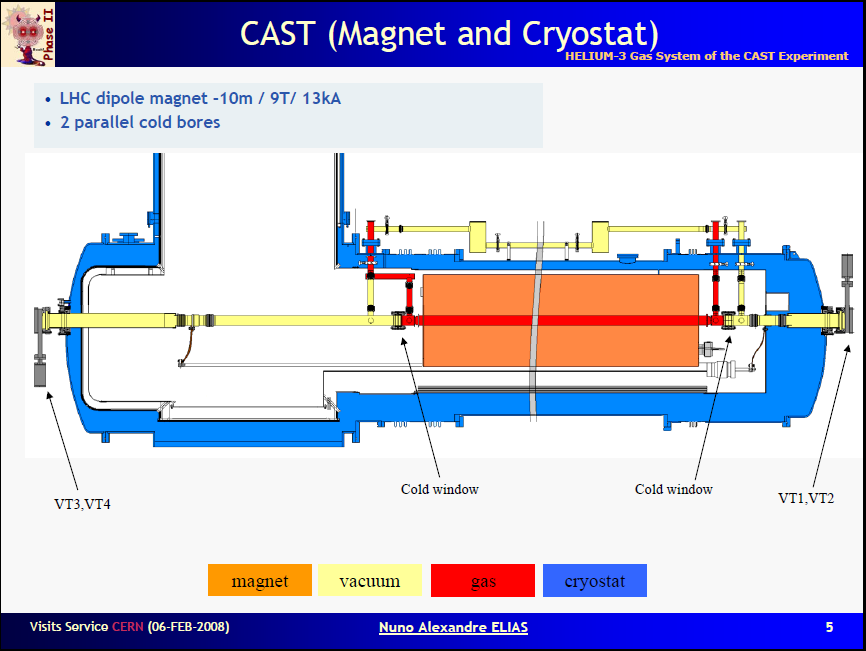 Phase II
CAST (Magnet and Cryostat)
HELIUM-3 Gas System of the CAST Experiment
• LHC dipole magnet -10m / 9T/ 13kA
• 2 parallel cold bores
VT3,VT4
Cold window
Cold window
VT1,VT2
magnet
vacuum
gas
cryostat
Visits Service CERN (06-FEB-2008)
Nuno Alexandre ELIAS
5